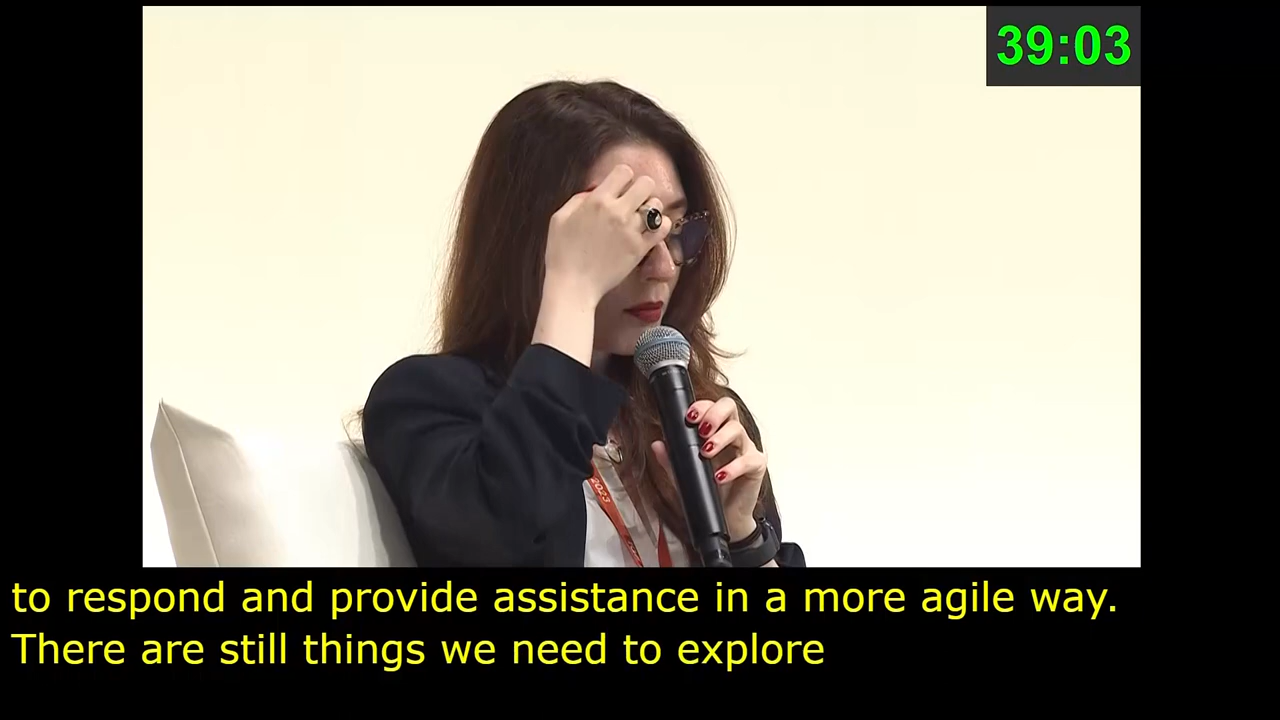 39:03
2023
to respond and provide assistance in a more agile way.
There are still things we need to explore